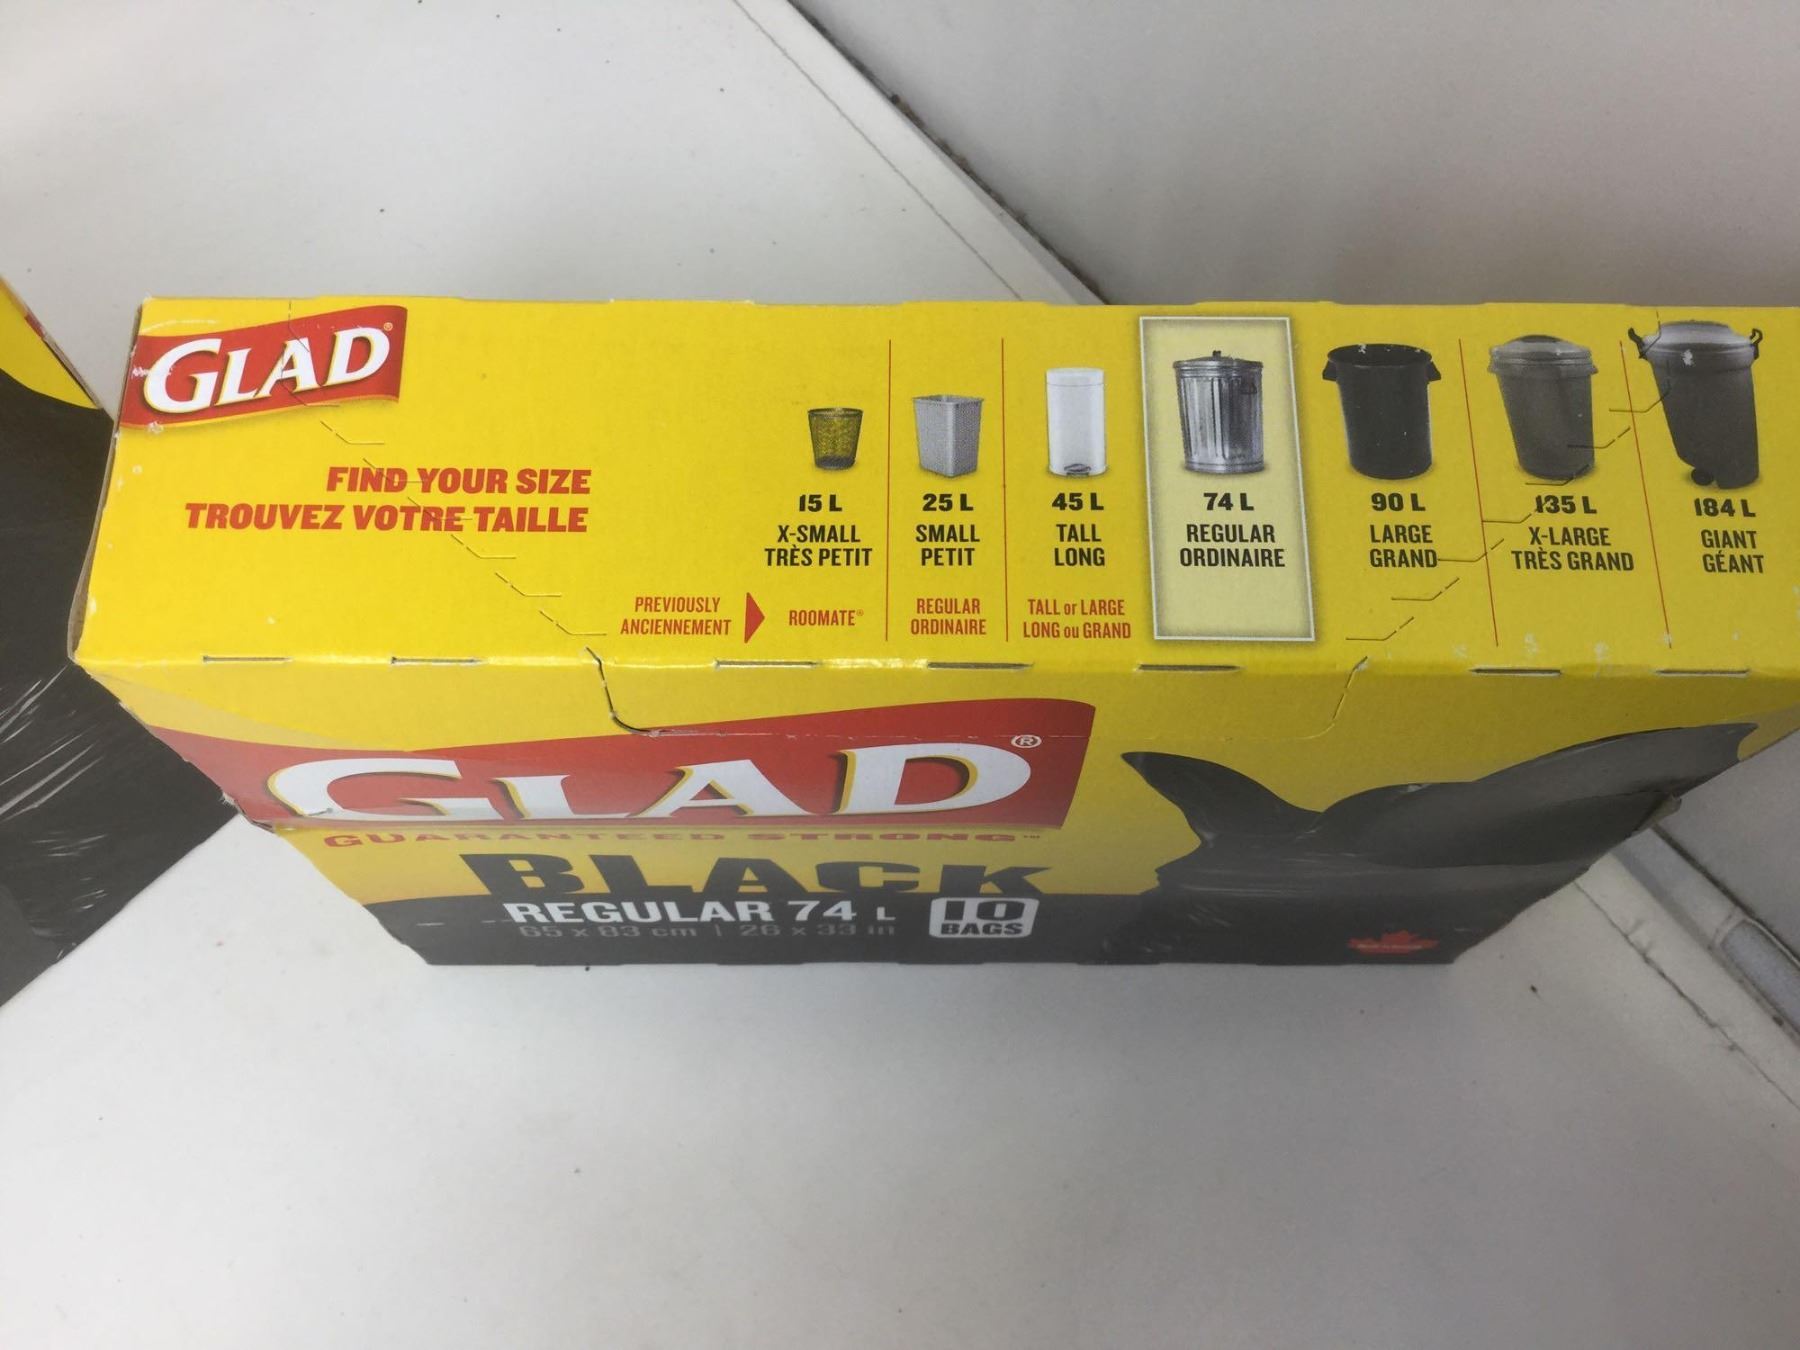 GLAD®
FIND YOUR SIZE
TROUVEZ VOTRE TAILLE
15 L
X-SMALL
TRÈS PETIT
25 L
SMALL
PETIT
45 L
TALL
LONG
74 L
REGULAR
ORDINAIRE
90 L
LARGE
GRAND
135 L
X-LARGE
TRÈS GRAND
184 L
GIANT
GÉANT
PREVIOUSLY
ANCIENNEMENT
ROOMATE®
REGULAR
ORDINAIRE
TALL or LARGE
LONG ou GRAND
GLAD®
GUARANTEED STRONG™
BLACK
REGULAR 74 L
65 x 83 cm | 26 x 33 in
10
BAGS